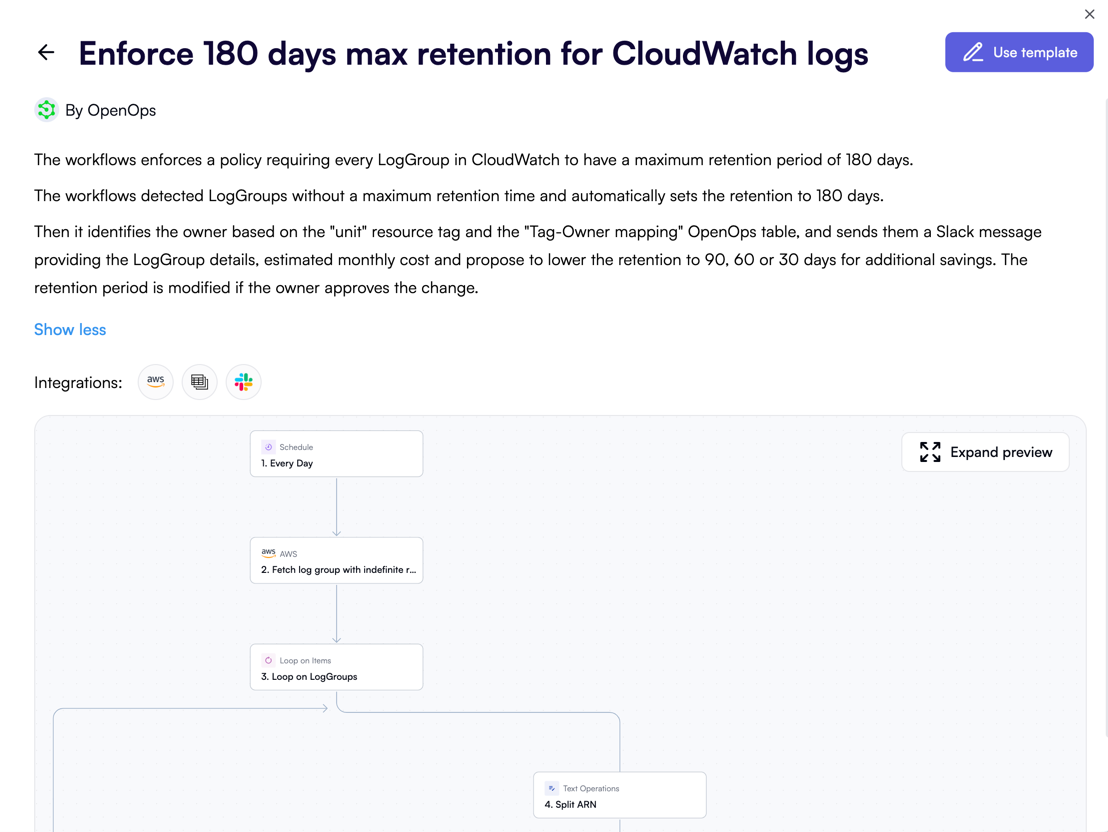 Enforce 180 days max retention for CloudWatch logs
Use template
By OpenOps
The workflows enforces a policy requiring every LogGroup in CloudWatch to have a maximum retention period of 180 days.
The workflows detected LogGroups without a maximum retention time and automatically sets the retention to 180 days.
Then it identifies the owner based on the "unit" resource tag and the "Tag-Owner mapping" OpenOps table, and sends them a Slack message
providing the LogGroup details, estimated monthly cost and propose to lower the retention to 90, 60 or 30 days for additional savings. The
retention period is modified if the owner approves the change.
Show less
Integrations:
aws
Expand preview
Schedule
1. Every Day
aws AWS
2. Fetch log group with indefinite r...
Loop on Items
3. Loop on LogGroups
Text Operations
4. Split ARN